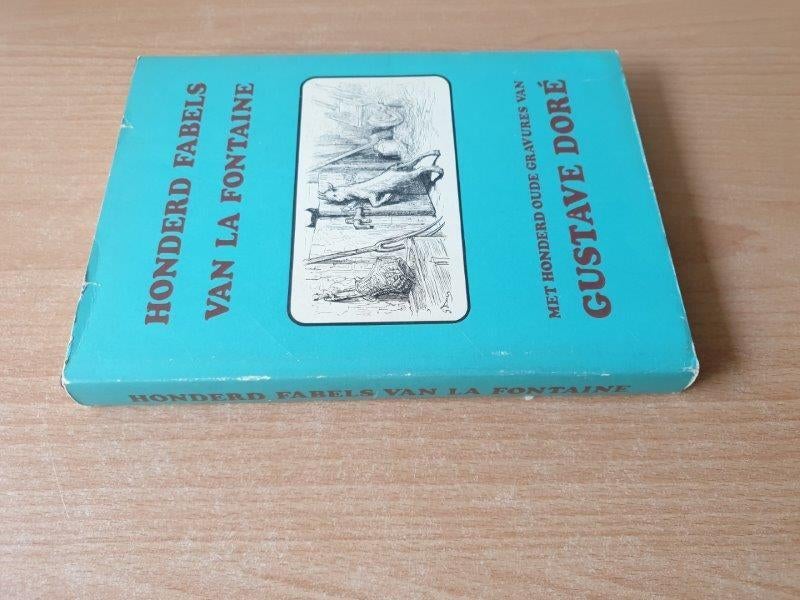 HONDERD FABELS
VAN LA FONTAINE
MET HONDERD OUDE GRAVURES VAN
GUSTAVE DORÉ
HONDERD FABELS VAN LA FONTAINE